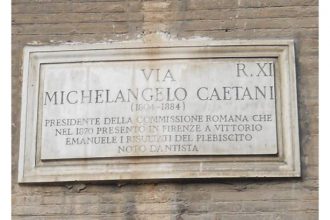 VIA R. XI
MICHELANGELO CAETANI
(1804-1884)
PRESIDENTE DELLA COMMISSIONE ROMANA CHE
NEL 1870 PRESENTÒ IN FIRENZE A VITTORIO
EMANUELE I RISULTATI DEL PLEBISCITO
NOTO DANTISTA